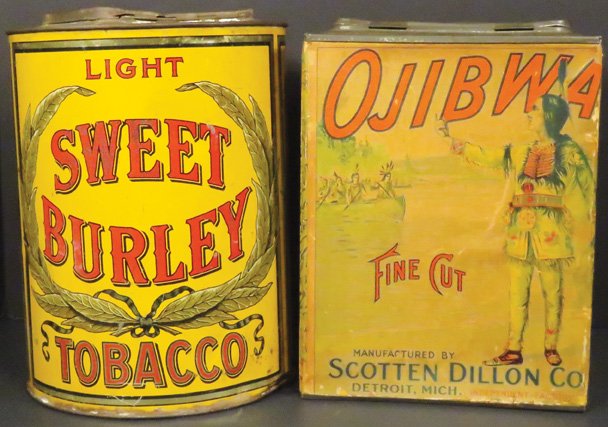 LIGHT
SWEET
BURLEY
TOBACCO
OJIBWA
FINE CUT
MANUFACTURED BY
SCOTTEN DILLON CO
DETROIT, MICH.